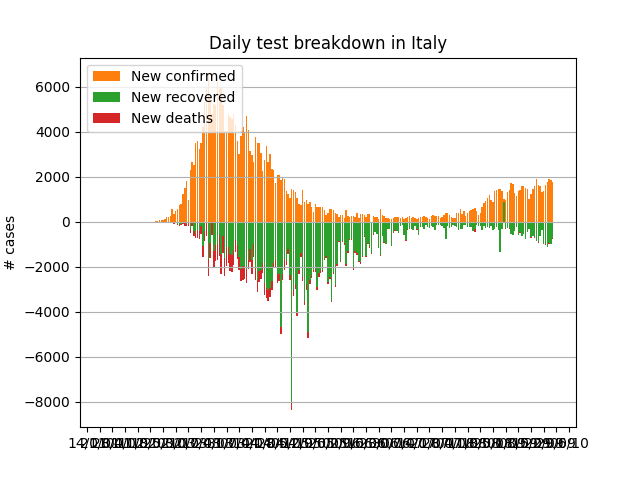 Daily test breakdown in Italy
New confirmed
New recovered
New deaths
6000
4000
2000
0
−2000
−4000
−6000
−8000
# cases